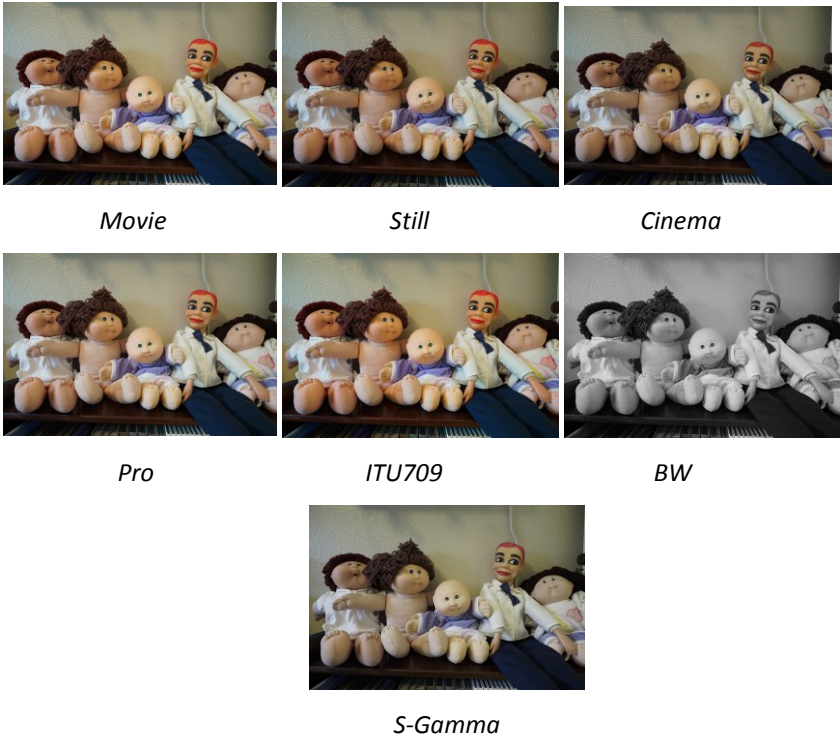 Movie
Still
Cinema
Pro
ITU709
BW
S-Gamma